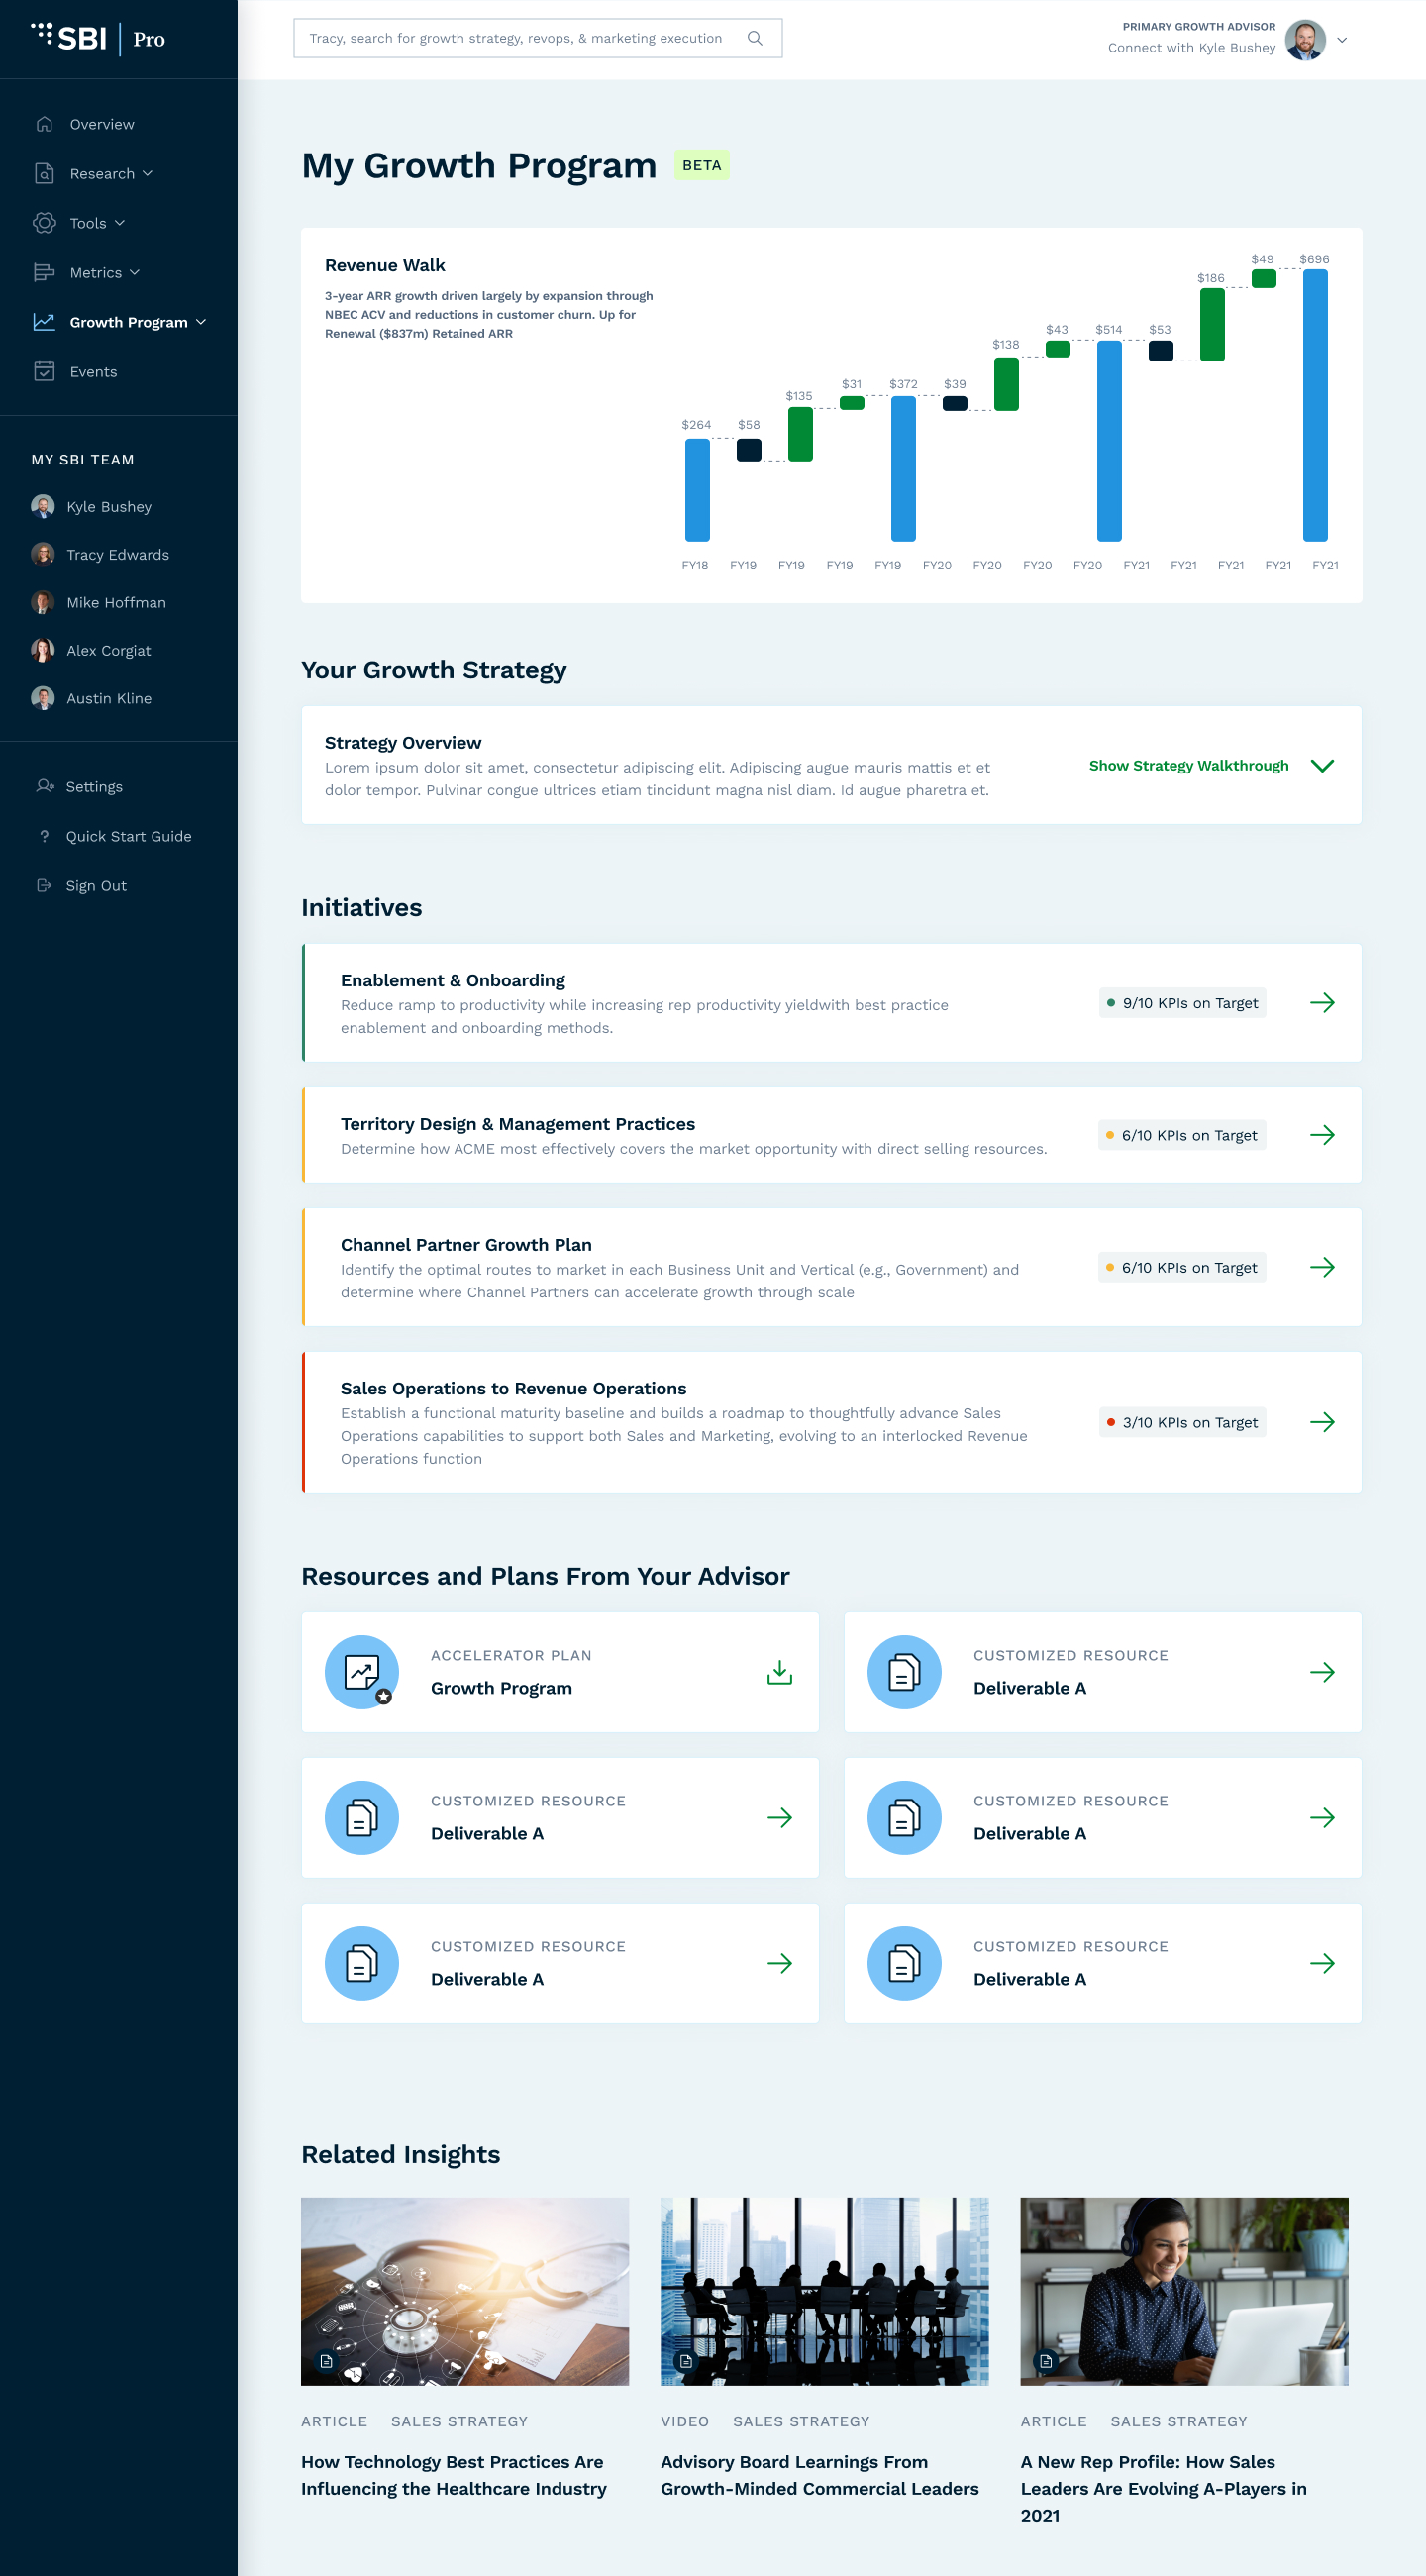 SBI Pro
Tracy, search for growth strategy, revops, & marketing execution
PRIMARY GROWTH ADVISOR
Connect with Kyle Bushey
Overview
Research
Tools
Metrics
Growth Program
Events
MY SBI TEAM
Kyle Bushey
Tracy Edwards
Mike Hoffman
Alex Corgiat
Austin Kline
Settings
Quick Start Guide
Sign Out
My Growth Program BETA
Revenue Walk
3-year ARR growth driven largely by expansion through
NBEC ACV and reductions in customer churn. Up for
Renewal ($837m) Retained ARR
$264 $58 $135 $31 $372 $39 $138 $43 $514 $53 $186 $49 $696
FY18 FY19 FY19 FY19 FY19 FY20 FY20 FY20 FY20 FY21 FY21 FY21 FY21 FY21
Your Growth Strategy
Strategy Overview
Lorem ipsum dolor sit amet, consectetur adipiscing elit. Adipiscing augue mauris mattis et et
dolor tempor. Pulvinar congue ultrices etiam tincidunt magna nisl diam. Id augue pharetra et.
Show Strategy Walkthrough
Initiatives
Enablement & Onboarding
Reduce ramp to productivity while increasing rep productivity yieldwith best practice
enablement and onboarding methods.
9/10 KPIs on Target
Territory Design & Management Practices
Determine how ACME most effectively covers the market opportunity with direct selling resources.
6/10 KPIs on Target
Channel Partner Growth Plan
Identify the optimal routes to market in each Business Unit and Vertical (e.g., Government) and
determine where Channel Partners can accelerate growth through scale
6/10 KPIs on Target
Sales Operations to Revenue Operations
Establish a functional maturity baseline and builds a roadmap to thoughtfully advance Sales
Operations capabilities to support both Sales and Marketing, evolving to an interlocked Revenue
Operations function
3/10 KPIs on Target
Resources and Plans From Your Advisor
ACCELERATOR PLAN
Growth Program
CUSTOMIZED RESOURCE
Deliverable A
CUSTOMIZED RESOURCE
Deliverable A
CUSTOMIZED RESOURCE
Deliverable A
CUSTOMIZED RESOURCE
Deliverable A
CUSTOMIZED RESOURCE
Deliverable A
Related Insights
ARTICLE SALES STRATEGY
How Technology Best Practices Are
Influencing the Healthcare Industry
VIDEO SALES STRATEGY
Advisory Board Learnings From
Growth-Minded Commercial Leaders
ARTICLE SALES STRATEGY
A New Rep Profile: How Sales
Leaders Are Evolving A-Players in
2021